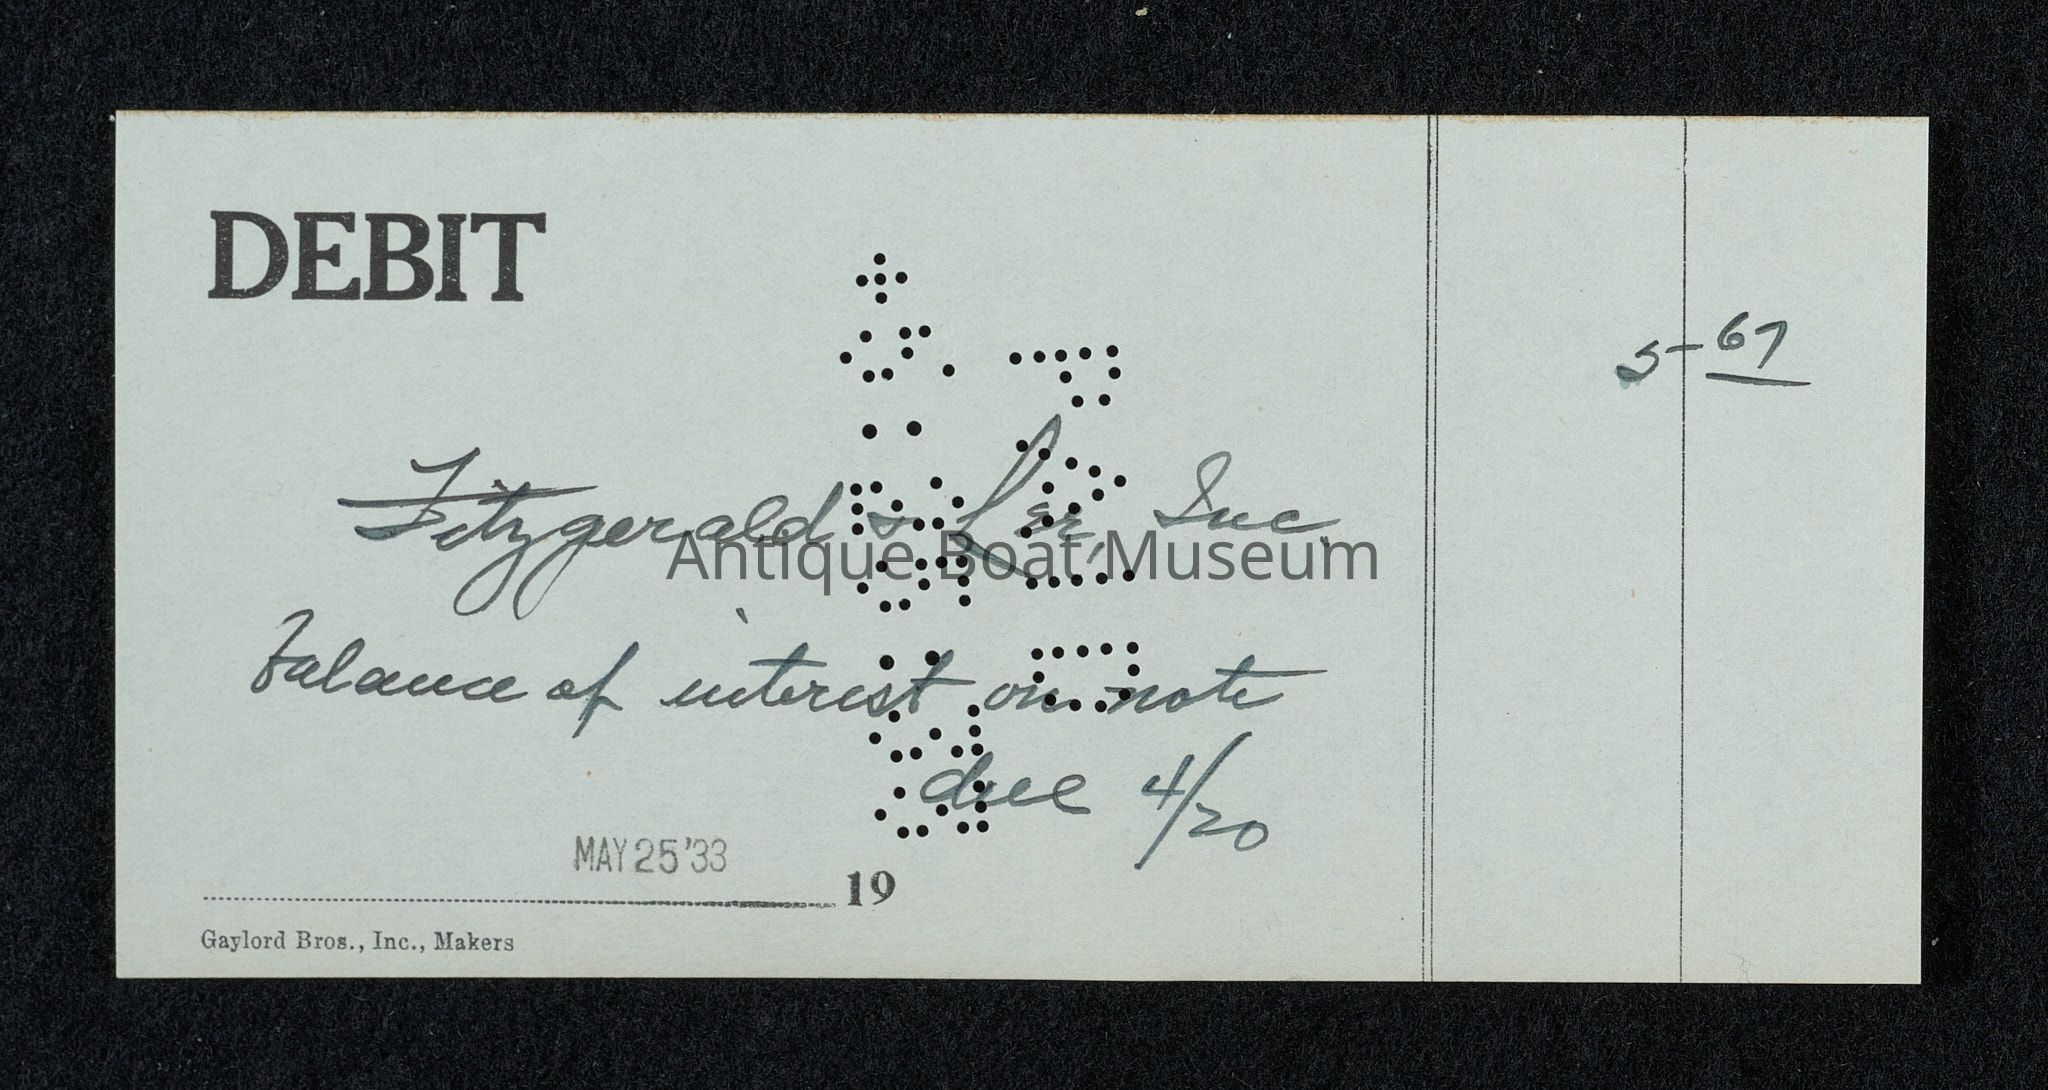 DEBIT
5-67
Fitzgerald & Lee, Inc.
balance of interest on note
due 4/20
MAY 25 '33
19
Gaylord Bros., Inc., Makers
Antique Boat Museum